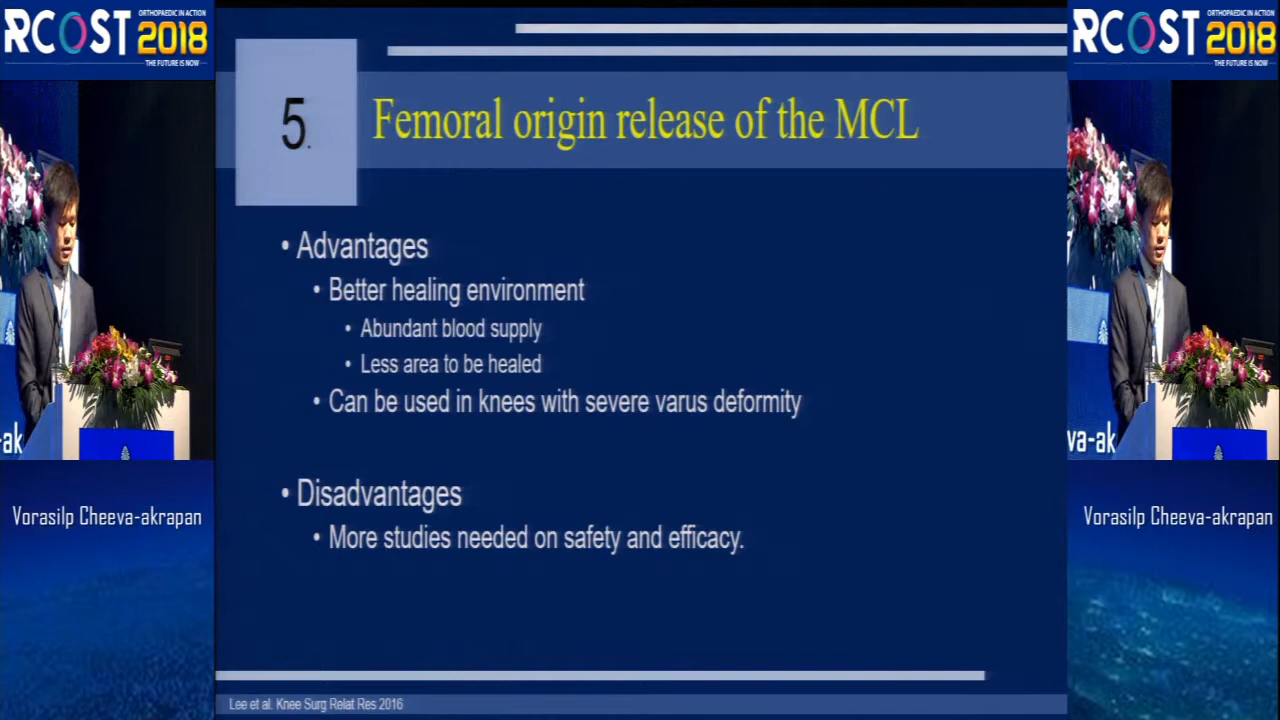 ORTHOPAEDIC IN ACTION
RCOST 2018
THE FUTURE IS NOW
ORTHOPAEDIC IN ACTION
RCOST 2018
THE FUTURE IS NOW
5.
Femoral origin release of the MCL
• Advantages
• Better healing environment
• Abundant blood supply
• Less area to be healed
• Can be used in knees with severe varus deformity
• Disadvantages
• More studies needed on safety and efficacy.
Lee et al. Knee Surg Relat Res 2016
-ak
va-ak
Vorasilp Cheeva-akrapan
Vorasilp Cheeva-akrapan